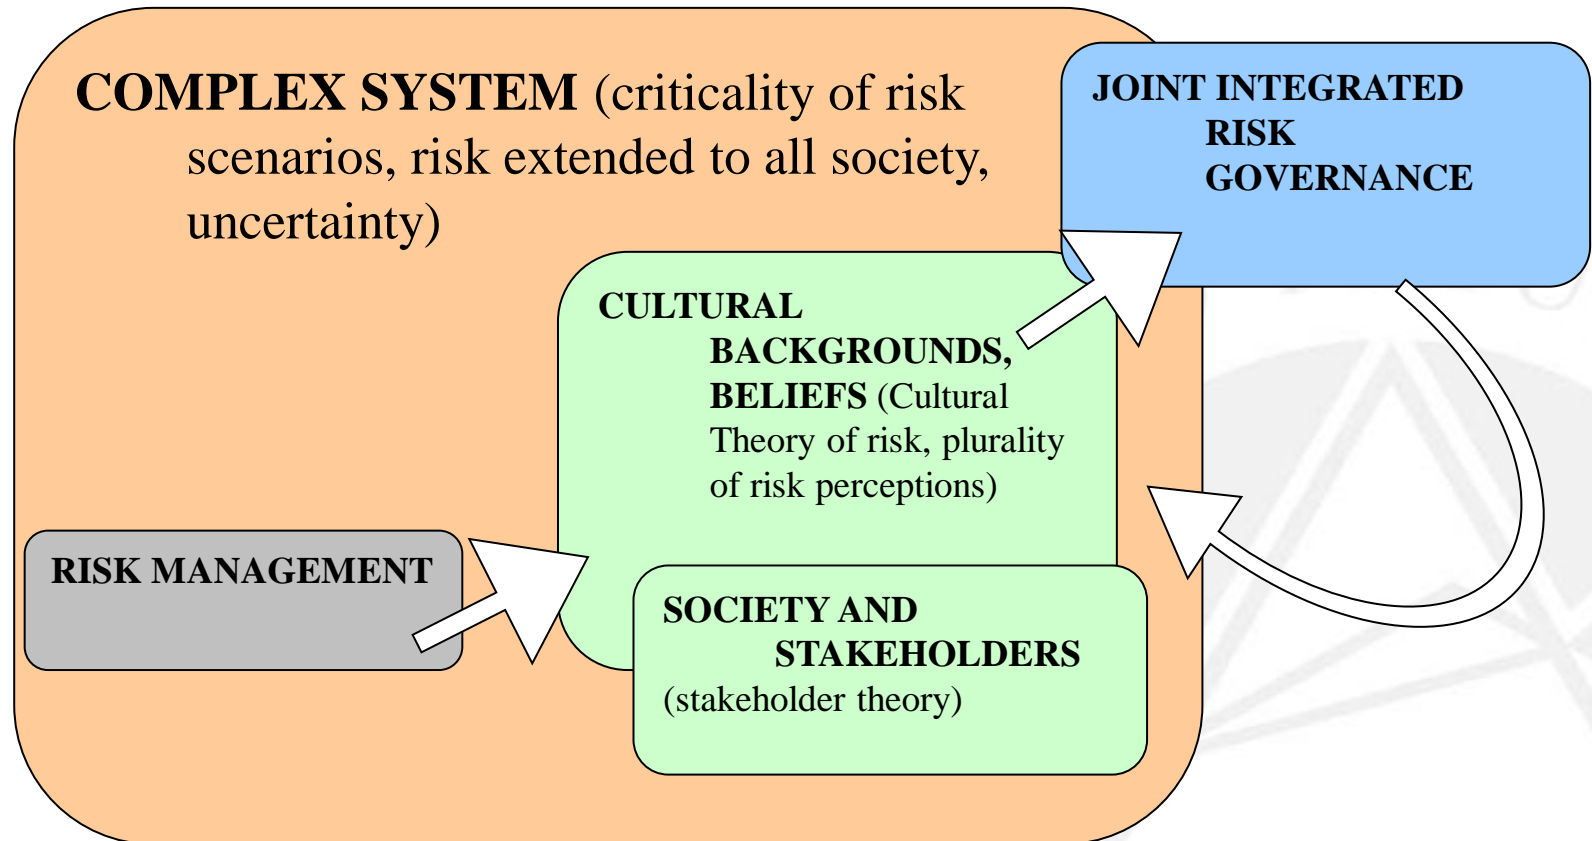 COMPLEX SYSTEM (criticality of risk
scenarios, risk extended to all society,
uncertainty)
JOINT INTEGRATED
RISK
GOVERNANCE
CULTURAL
BACKGROUNDS,
BELIEFS (Cultural
Theory of risk, plurality
of risk perceptions)
RISK MANAGEMENT
SOCIETY AND
STAKEHOLDERS
(stakeholder theory)